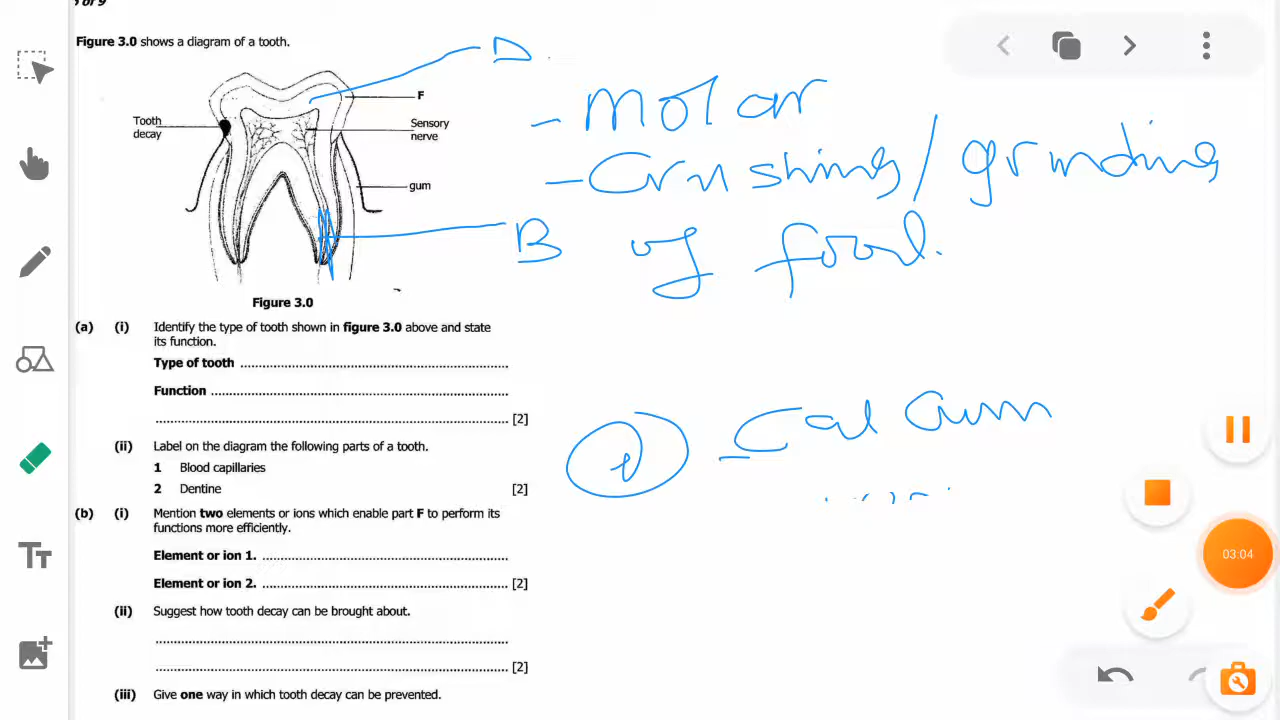 Figure 3.0 shows a diagram of a tooth.
D
F
Tooth decay
Sensory nerve
gum
B
- Molar
- Crushing/grinding
of food.
Figure 3.0
(a) (i) Identify the type of tooth shown in figure 3.0 above and state
its function.
Type of tooth
Function
[2]
(ii) Label on the diagram the following parts of a tooth.
1 Blood capillaries
2 Dentine [2]
(b) (i) Mention two elements or ions which enable part F to perform its
functions more efficiently.
Element or ion 1.
Element or ion 2. [2]
(ii) Suggest how tooth decay can be brought about.
[2]
(iii) Give one way in which tooth decay can be prevented.
03:04
TT